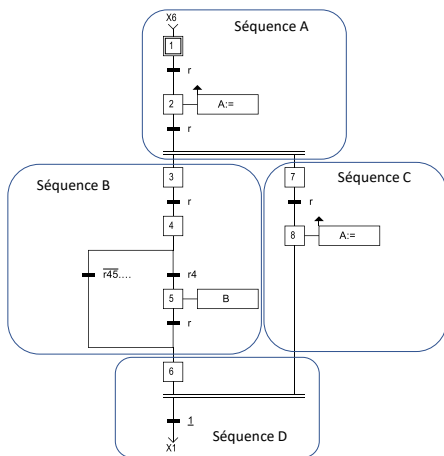 X6
Séquence A
1
r
2
A:=
r
Séquence B
3
7
Séquence C
r
r
4
8
A:=
r45....
r4
5
B
r
6
1
Séquence D
X1